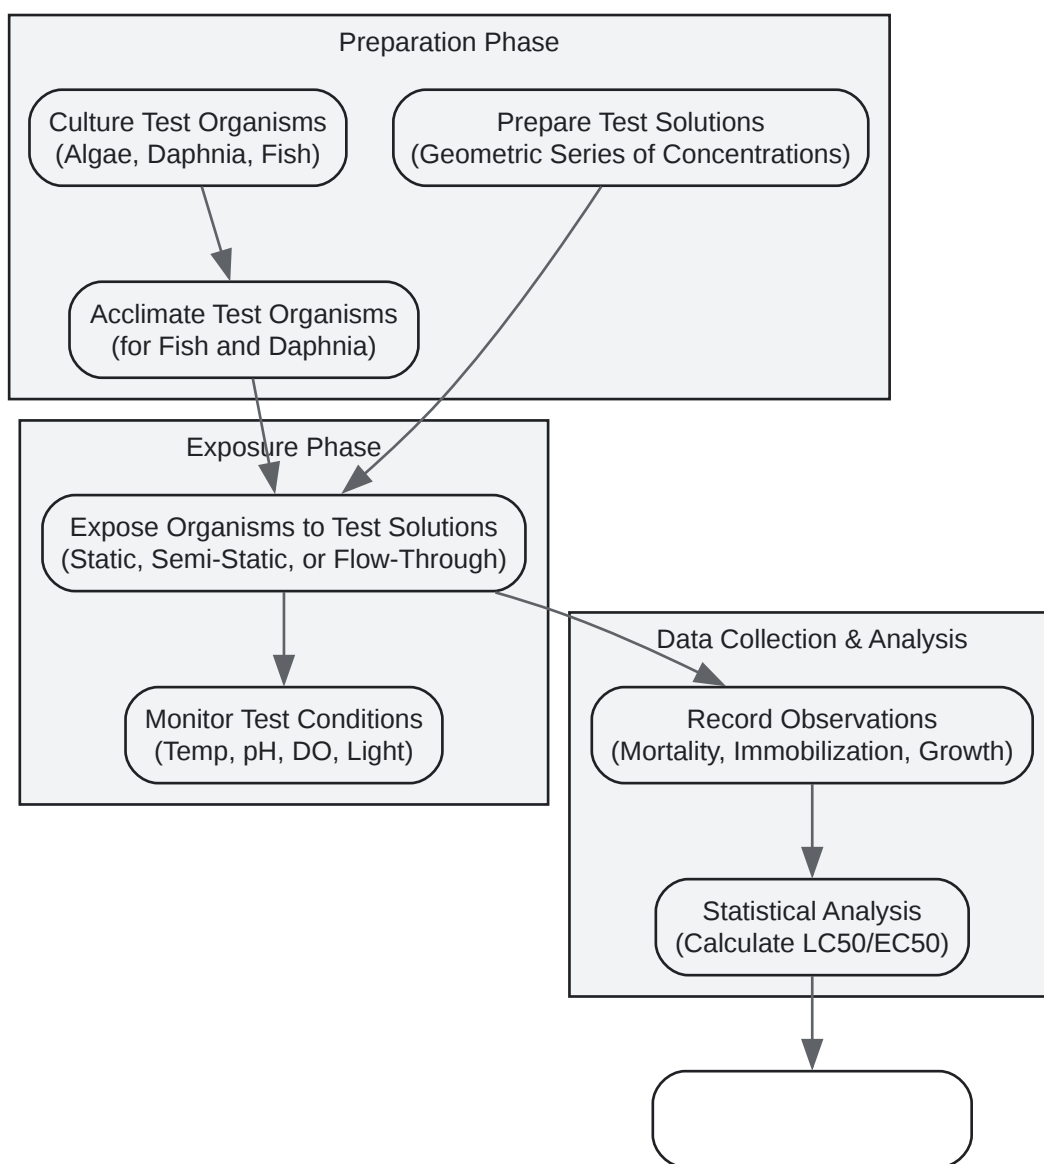 Preparation Phase
Culture Test Organisms
(Algae, Daphnia, Fish)
Prepare Test Solutions
(Geometric Series of Concentrations)
Acclimate Test Organisms
(for Fish and Daphnia)
Exposure Phase
Expose Organisms to Test Solutions
(Static, Semi-Static, or Flow-Through)
Monitor Test Conditions
(Temp, pH, DO, Light)
Data Collection & Analysis
Record Observations
(Mortality, Immobilization, Growth)
Statistical Analysis
(Calculate LC50/EC50)